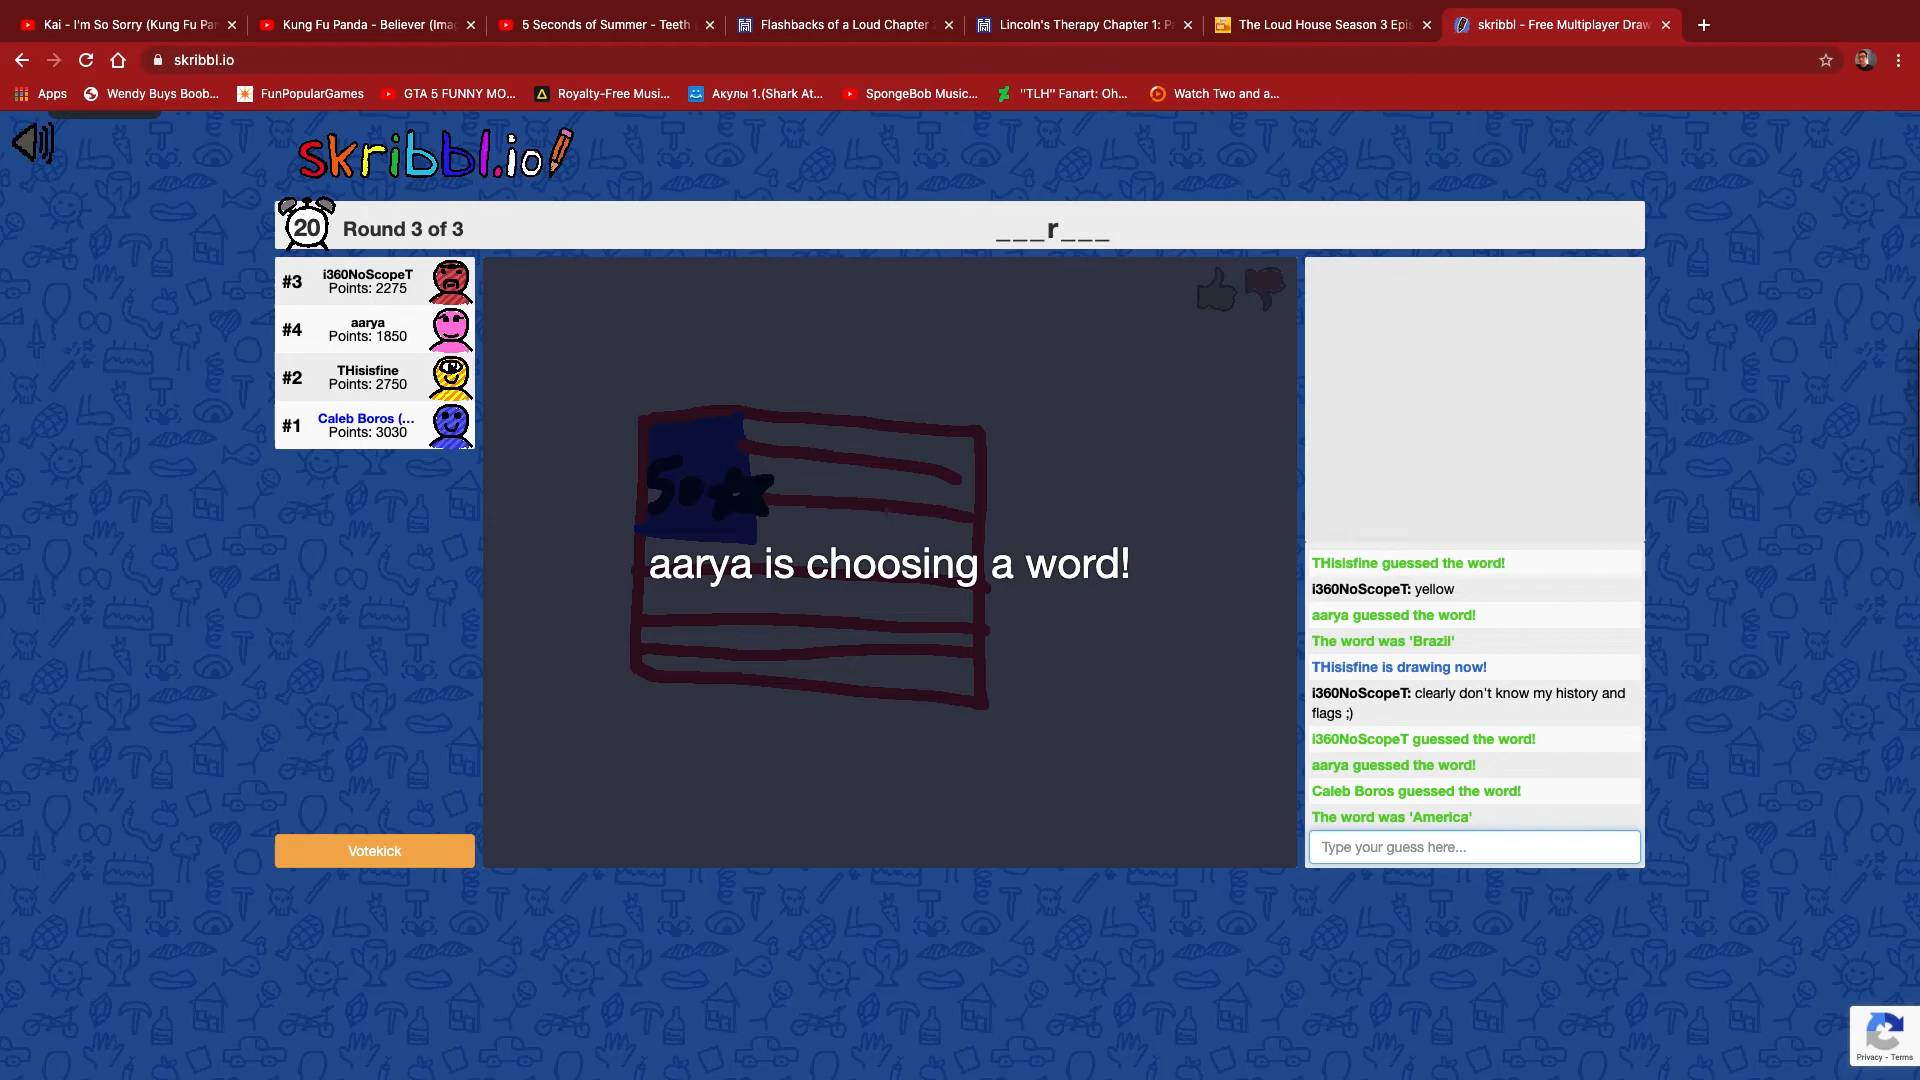 Kai - I'm So Sorry (Kung Fu Pan
Kung Fu Panda - Believer (Imag
5 Seconds of Summer - Teeth
Flashbacks of a Loud Chapter
Lincoln's Therapy Chapter 1: P
The Loud House Season 3 Epis
skribbl - Free Multiplayer Draw
skribbl.io
Apps
Wendy Buys Boob...
FunPopularGames
GTA 5 FUNNY MO...
Royalty-Free Musi...
Акулы 1.(Shark At...
SpongeBob Music...
"TLH" Fanart: Oh...
Watch Two and a...
skribbl.io
20
Round 3 of 3
___r___
#3
i360NoScopeT
Points: 2275
#4
aarya
Points: 1850
#2
THisisfine
Points: 2750
#1
Caleb Boros (...
Points: 3030
50
aarya is choosing a word!
Votekick
THisisfine guessed the word!
i360NoScopeT: yellow
aarya guessed the word!
The word was 'Brazil'
THisisfine is drawing now!
i360NoScopeT: clearly don't know my history and
flags ;)
i360NoScopeT guessed the word!
aarya guessed the word!
Caleb Boros guessed the word!
The word was 'America'
Type your guess here...
Privacy - Terms